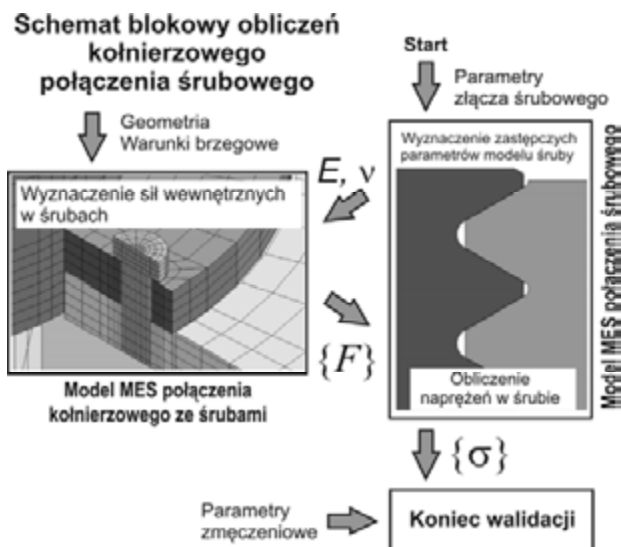 Schemat blokowy obliczeń
kołnierzowego
połączenia śrubowego
Geometria
Warunki brzegowe
Wyznaczenie sił wewnętrznych
w śrubach
Model MES połączenia
kołnierzowego ze śrubami
E, ν
{F}
Start
Parametry
złącza śrubowego
Wyznaczenie zastępczych
parametrów modelu śruby
Obliczenie
naprężeń w śrubie
Model MES połączenia śrubowego
{σ}
Parametry
zmęczeniowe
Koniec walidacji